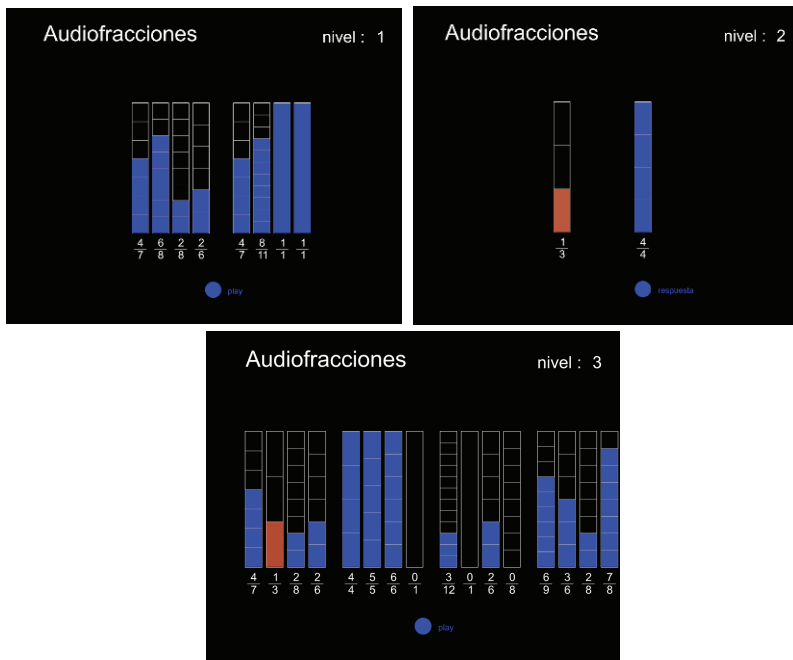 Audiofracciones
nivel : 1
4/7 6/8 2/8 2/6 4/7 8/11 1/1 1/1
play
Audiofracciones
nivel : 2
1/3 4/4
respuesta
Audiofracciones
nivel : 3
4/7 1/3 2/8 2/6 4/4 5/5 6/6 0/1 3/12 0/1 2/6 0/8 6/9 3/6 2/8 7/8
play